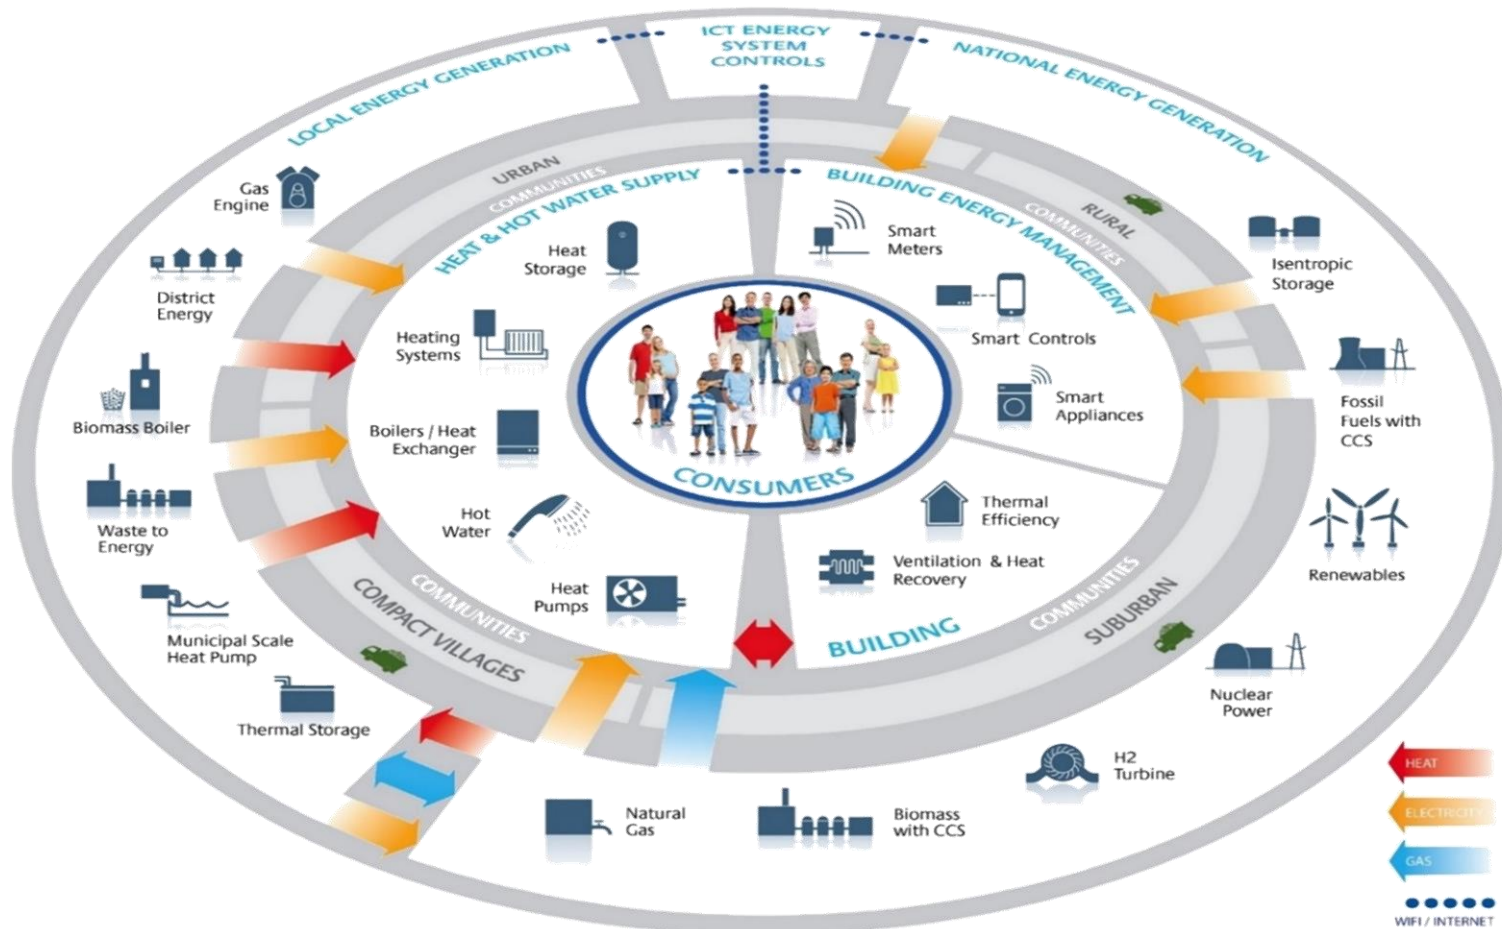 ICT ENERGY
SYSTEM
CONTROLS
LOCAL ENERGY GENERATION
NATIONAL ENERGY GENERATION
URBAN
COMMUNITIES
RURAL
COMMUNITIES
HEAT & HOT WATER SUPPLY
BUILDING ENERGY MANAGEMENT
Gas
Engine
District
Energy
Biomass Boiler
Waste to
Energy
Municipal Scale
Heat Pump
Thermal Storage
Heat
Storage
Heating
Systems
Boilers / Heat
Exchanger
Hot
Water
Heat
Pumps
Smart
Meters
Smart Controls
Smart
Appliances
CONSUMERS
Thermal
Efficiency
Ventilation & Heat
Recovery
BUILDING
COMMUNITIES
COMPACT VILLAGES
COMMUNITIES
SUBURBAN
Isentropic
Storage
Fossil
Fuels with
CCS
Renewables
Nuclear
Power
H2
Turbine
Biomass
with CCS
Natural
Gas
HEAT
ELECTRICITY
GAS
WIFI / INTERNET